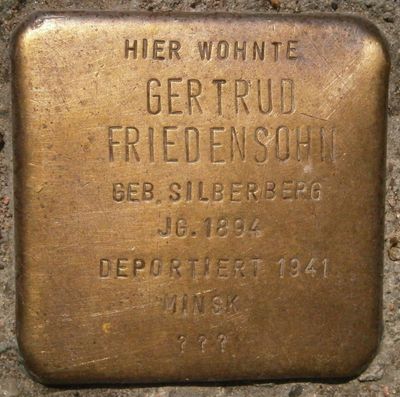 HIER WOHNTE
GERTRUD
FRIEDENSOHN
GEB. SILBERBERG
JG. 1894
DEPORTIERT 1941
MINSK
???